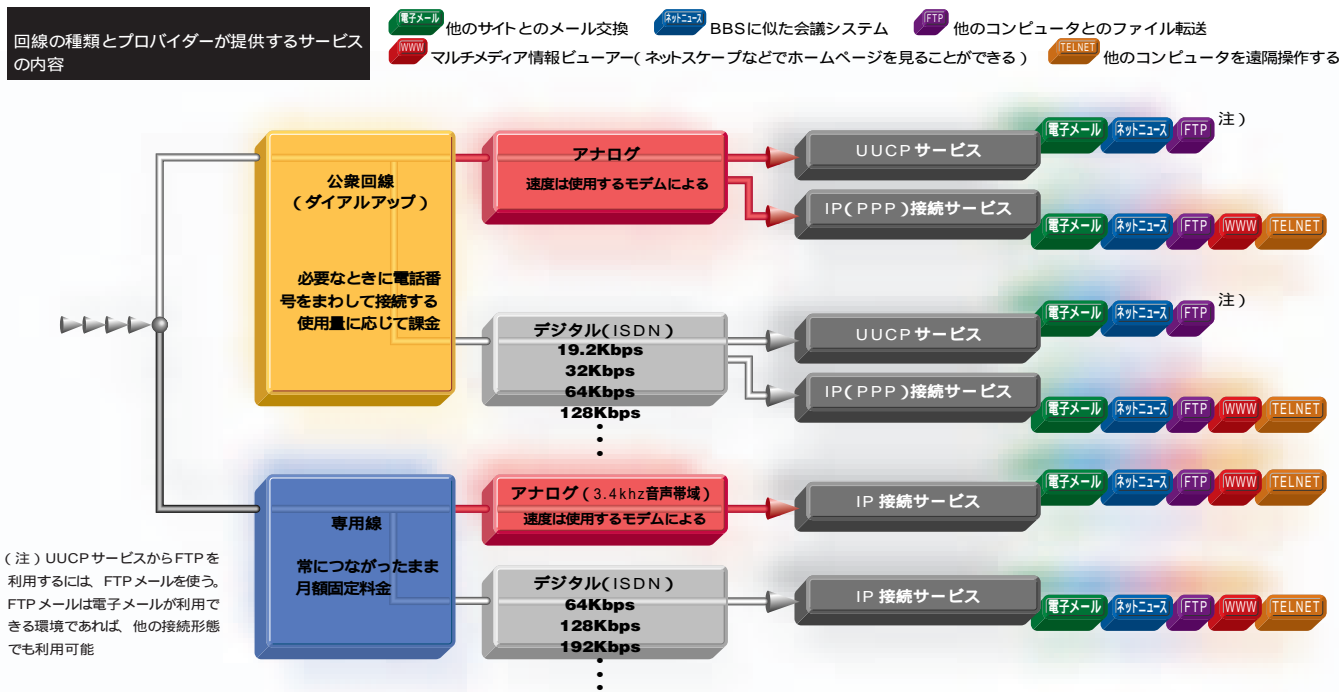 回線の種類とプロバイダーが提供するサービス
の内容
電子メール 他のサイトとのメール交換 ネットニュース BBSに似た会議システム FTP 他のコンピュータとのファイル転送
WWW マルチメディア情報ビューアー(ネットスケープなどでホームページを見ることができる) TELNET 他のコンピュータを遠隔操作する
公衆回線
(ダイアルアップ)
必要なときに電話番
号をまわして接続する
使用量に応じて課金
アナログ
速度は使用するモデムによる
UUCPサービス
電子メール ネットニュース FTP 注)
IP(PPP)接続サービス
電子メール ネットニュース FTP WWW TELNET
デジタル(ISDN)
19.2Kbps
32Kbps
64Kbps
128Kbps
・
・
・
UUCPサービス
電子メール ネットニュース FTP 注)
IP(PPP)接続サービス
電子メール ネットニュース FTP WWW TELNET
専用線
常につながったまま
月額固定料金
アナログ(3.4khz音声帯域)
速度は使用するモデムによる
IP接続サービス
電子メール ネットニュース FTP WWW TELNET
デジタル(ISDN)
64Kbps
128Kbps
192Kbps
・
・
・
IP接続サービス
電子メール ネットニュース FTP WWW TELNET
(注)UUCPサービスからFTPを
利用するには、FTPメールを使う。
FTPメールは電子メールが利用で
きる環境であれば、他の接続形態
でも利用可能